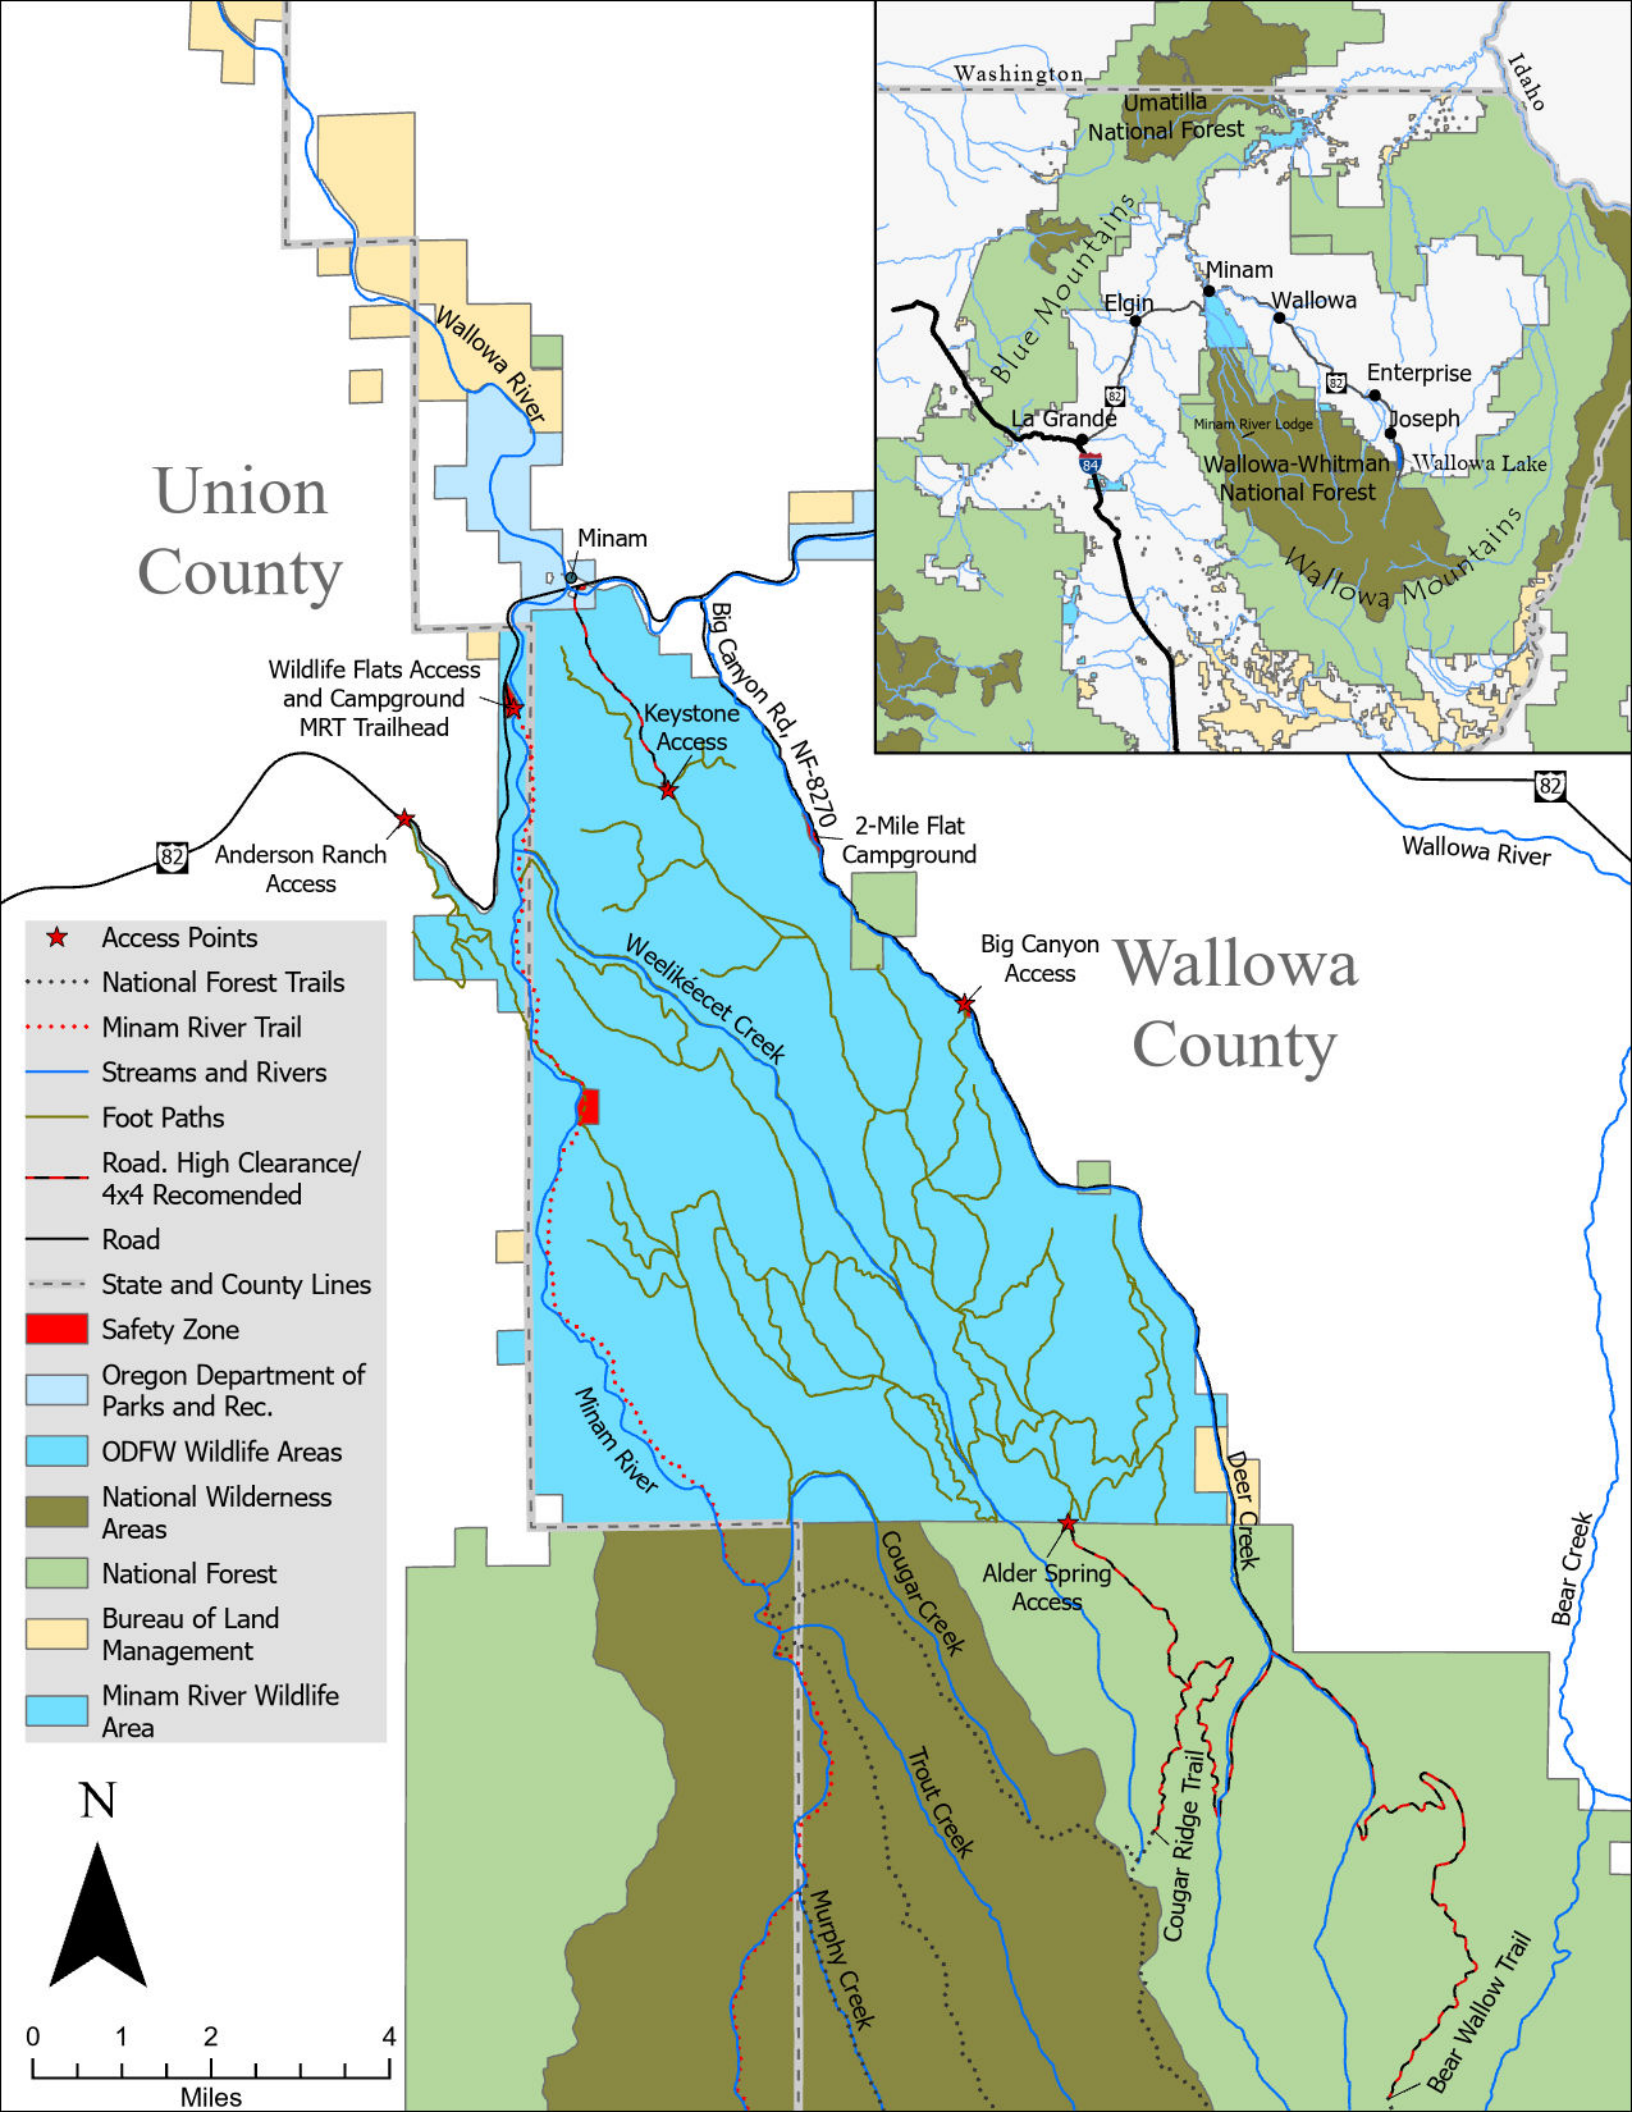 Washington
Idaho
Umatilla
National Forest
Blue Mountains
Minam
Elgin
Wallowa
82
Enterprise
82
La Grande
Joseph
Minam River Lodge
84
Wallowa-Whitman
National Forest
Wallowa Lake
Wallowa Mountains
Wallowa River
Union
County
Minam
Big Canyon Rd, NF-8270
Wildlife Flats Access
and Campground
MRT Trailhead
Keystone
Access
82
Wallowa River
2-Mile Flat
Campground
82
Anderson Ranch
Access
Big Canyon
Access
Wallowa
County
Weelikéecet Creek
Minam River
Deer Creek
Bear Creek
Alder Spring
Access
Cougar Creek
Trout Creek
Cougar Ridge Trail
Murphy Creek
Bear Wallow Trail
Access Points
National Forest Trails
Minam River Trail
Streams and Rivers
Foot Paths
Road. High Clearance/
4x4 Recomended
Road
State and County Lines
Safety Zone
Oregon Department of
Parks and Rec.
ODFW Wildlife Areas
National Wilderness
Areas
National Forest
Bureau of Land
Management
Minam River Wildlife
Area
N
0 1 2 4
Miles